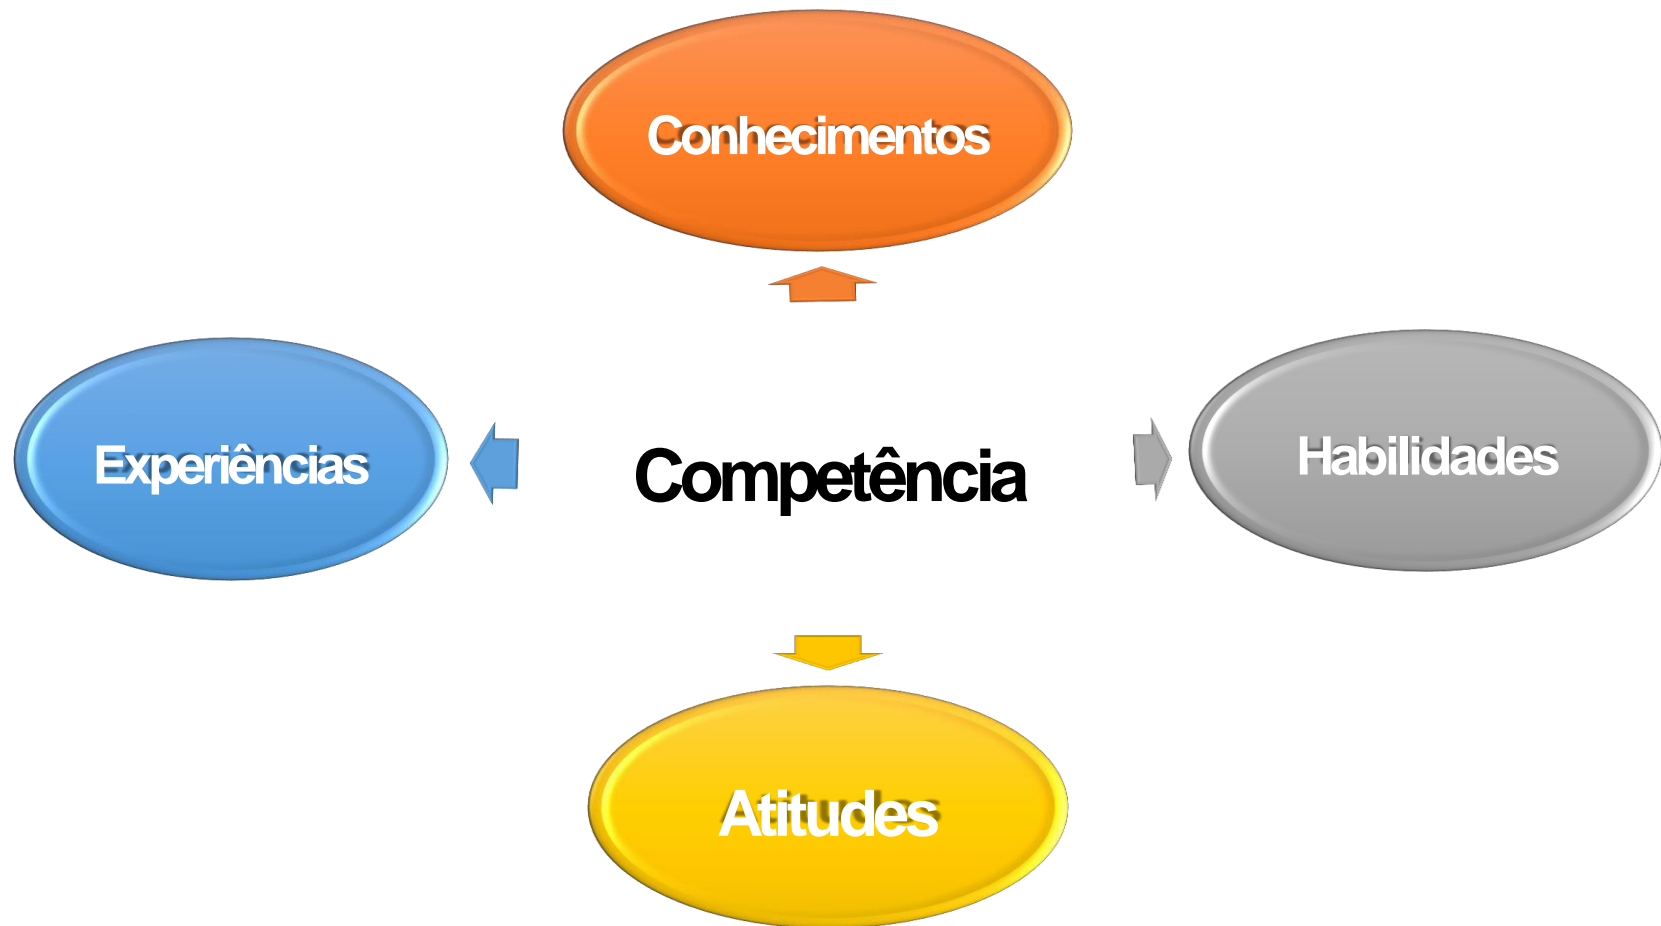 Conhecimentos
Experiências
Competência
Habilidades
Atitudes